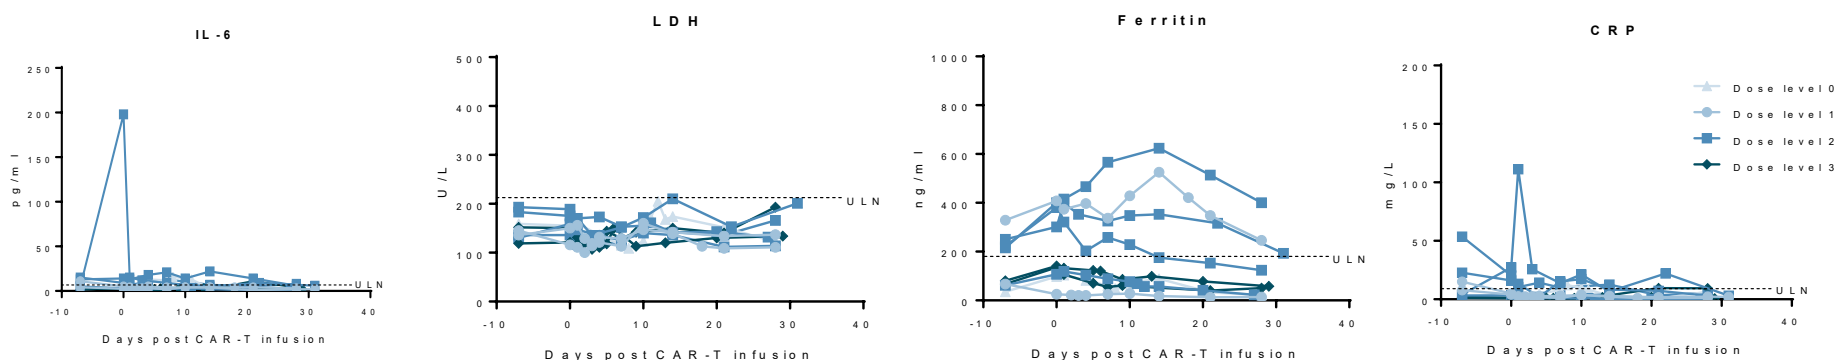 IL-6
250
200
150
100
50
0
pg/ml
-10
0
10
20
30
40
ULN
Days post CAR-T infusion
LDH
500
400
300
200
100
0
U/L
-10
0
10
20
30
40
ULN
Days post CAR-T infusion
Ferritin
1000
800
600
400
200
0
ng/ml
-10
0
10
20
30
40
ULN
Days post CAR-T infusion
CRP
200
150
100
50
0
mg/L
-10
0
10
20
30
40
ULN
Days post CAR-T infusion
Dose level 0
Dose level 1
Dose level 2
Dose level 3